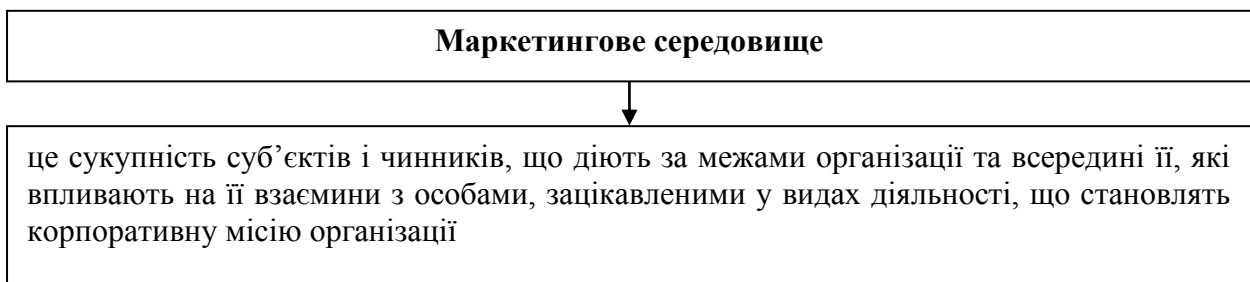 Маркетингове середовище
це сукупність суб’єктів і чинників, що діють за межами організації та всередині її, які
впливають на її взаємини з особами, зацікавленими у видах діяльності, що становлять
корпоративну місію організації